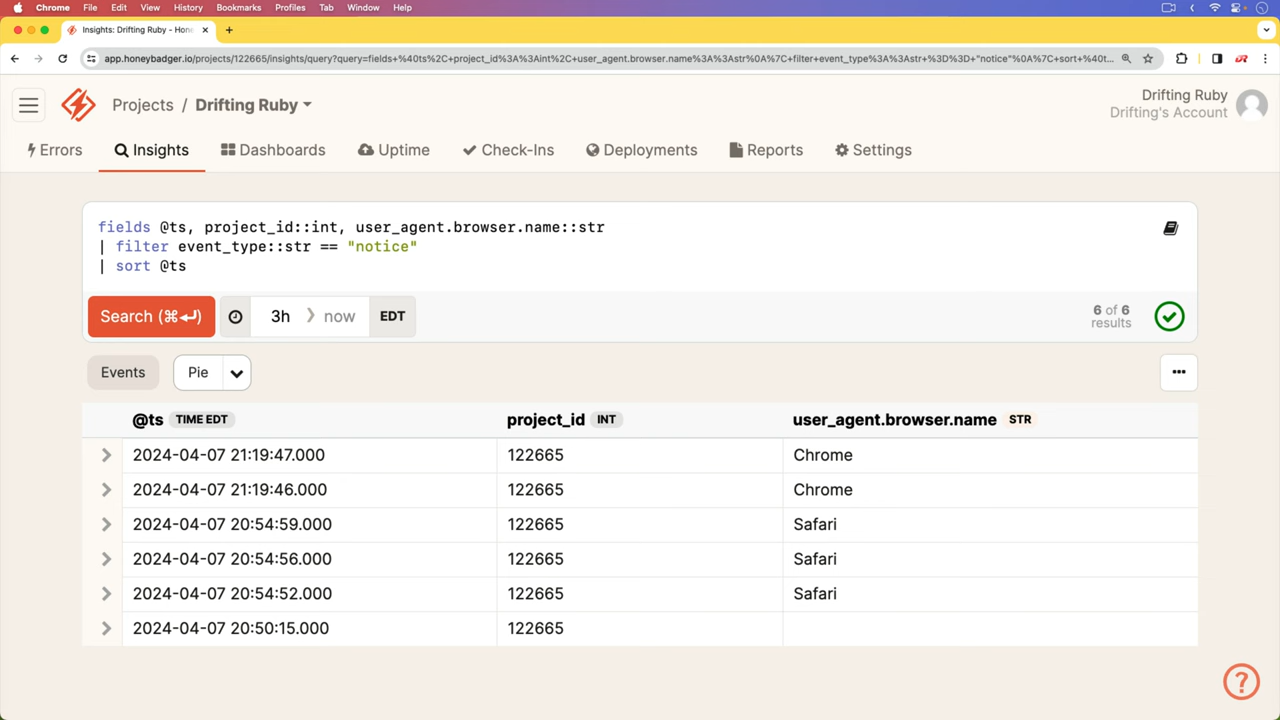 Chrome File Edit View History Bookmarks Profiles Tab Window Help
Insights: Drifting Ruby - Hone
app.honeybadger.io/projects/122665/insights/query?query=fields+%40ts%2C+project_id%3A%3Aint%2C+user_agent.browser.name%3A%3Astr%0A%7C+filter+event_type%3A%3Astr+%3D%3D+"notice"%0A%7C+sort+%40t...
Projects / Drifting Ruby
Drifting Ruby
Drifting's Account
Errors Insights Dashboards Uptime Check-Ins Deployments Reports Settings
fields @ts, project_id::int, user_agent.browser.name::str
| filter event_type::str == "notice"
| sort @ts
Search (⌘↵) 3h now EDT
6 of 6
results
Events Pie
@ts TIME EDT project_id INT user_agent.browser.name STR
2024-04-07 21:19:47.000 122665 Chrome
2024-04-07 21:19:46.000 122665 Chrome
2024-04-07 20:54:59.000 122665 Safari
2024-04-07 20:54:56.000 122665 Safari
2024-04-07 20:54:52.000 122665 Safari
2024-04-07 20:50:15.000 122665
?